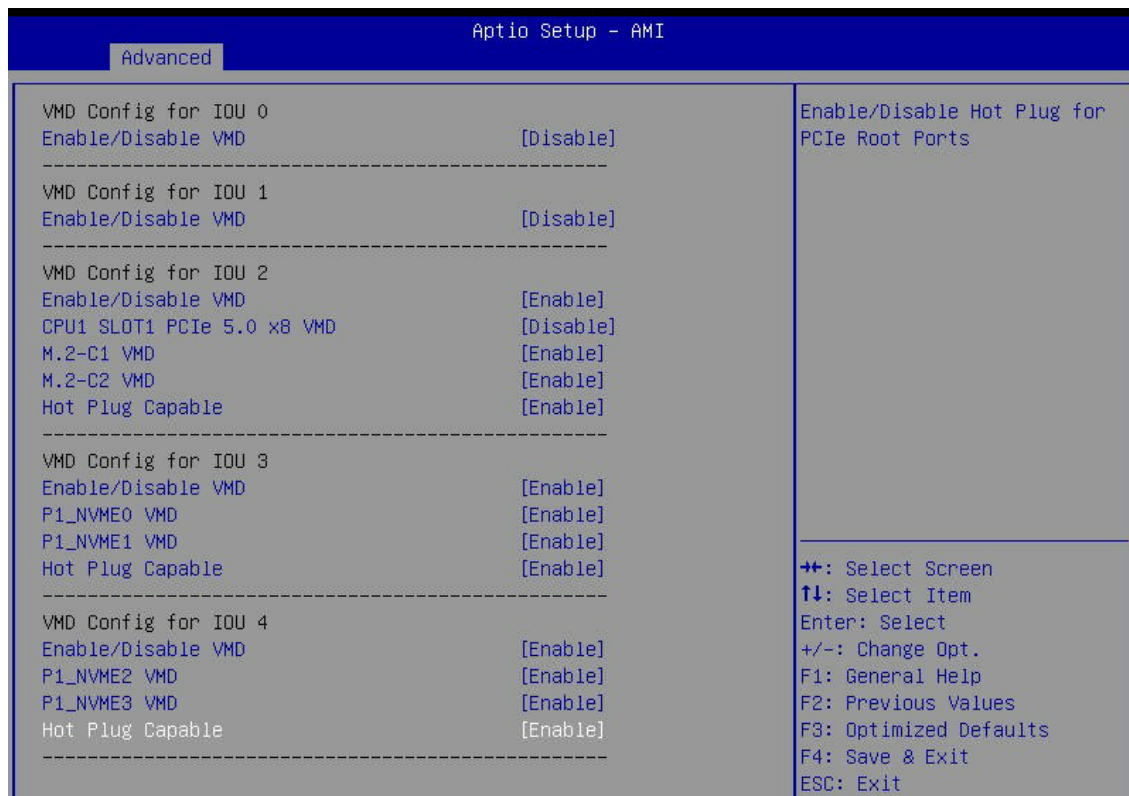 Aptio Setup – AMI
Advanced
VMD Config for IOU 0
Enable/Disable VMD [Disable]
------------------------------------------------
VMD Config for IOU 1
Enable/Disable VMD [Disable]
------------------------------------------------
VMD Config for IOU 2
Enable/Disable VMD [Enable]
CPU1 SLOT1 PCIe 5.0 x8 VMD [Disable]
M.2-C1 VMD [Enable]
M.2-C2 VMD [Enable]
Hot Plug Capable [Enable]
------------------------------------------------
VMD Config for IOU 3
Enable/Disable VMD [Enable]
P1_NVME0 VMD [Enable]
P1_NVME1 VMD [Enable]
Hot Plug Capable [Enable]
------------------------------------------------
VMD Config for IOU 4
Enable/Disable VMD [Enable]
P1_NVME2 VMD [Enable]
P1_NVME3 VMD [Enable]
Hot Plug Capable [Enable]
------------------------------------------------
Enable/Disable Hot Plug for
PCIe Root Ports
→←: Select Screen
↑↓: Select Item
Enter: Select
+/-: Change Opt.
F1: General Help
F2: Previous Values
F3: Optimized Defaults
F4: Save & Exit
ESC: Exit